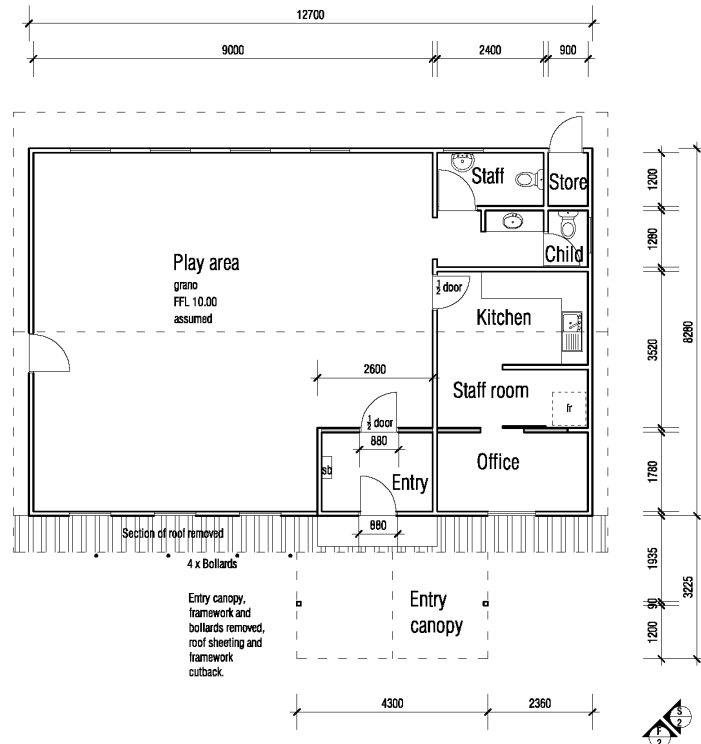 12700
9000
2400
900
Staff
Store
1200
Child
1280
Play area
grano
FFL 10.00
assumed
½ door
Kitchen
8280
3520
2600
Staff room
fr
½ door
880
sb
Entry
Office
1780
880
Section of roof removed
4 x Bollards
1935
3225
Entry canopy,
framework and
bollards removed,
roof sheeting and
framework
cutback.
Entry
canopy
90
1200
4300
2360
S
2
F
2